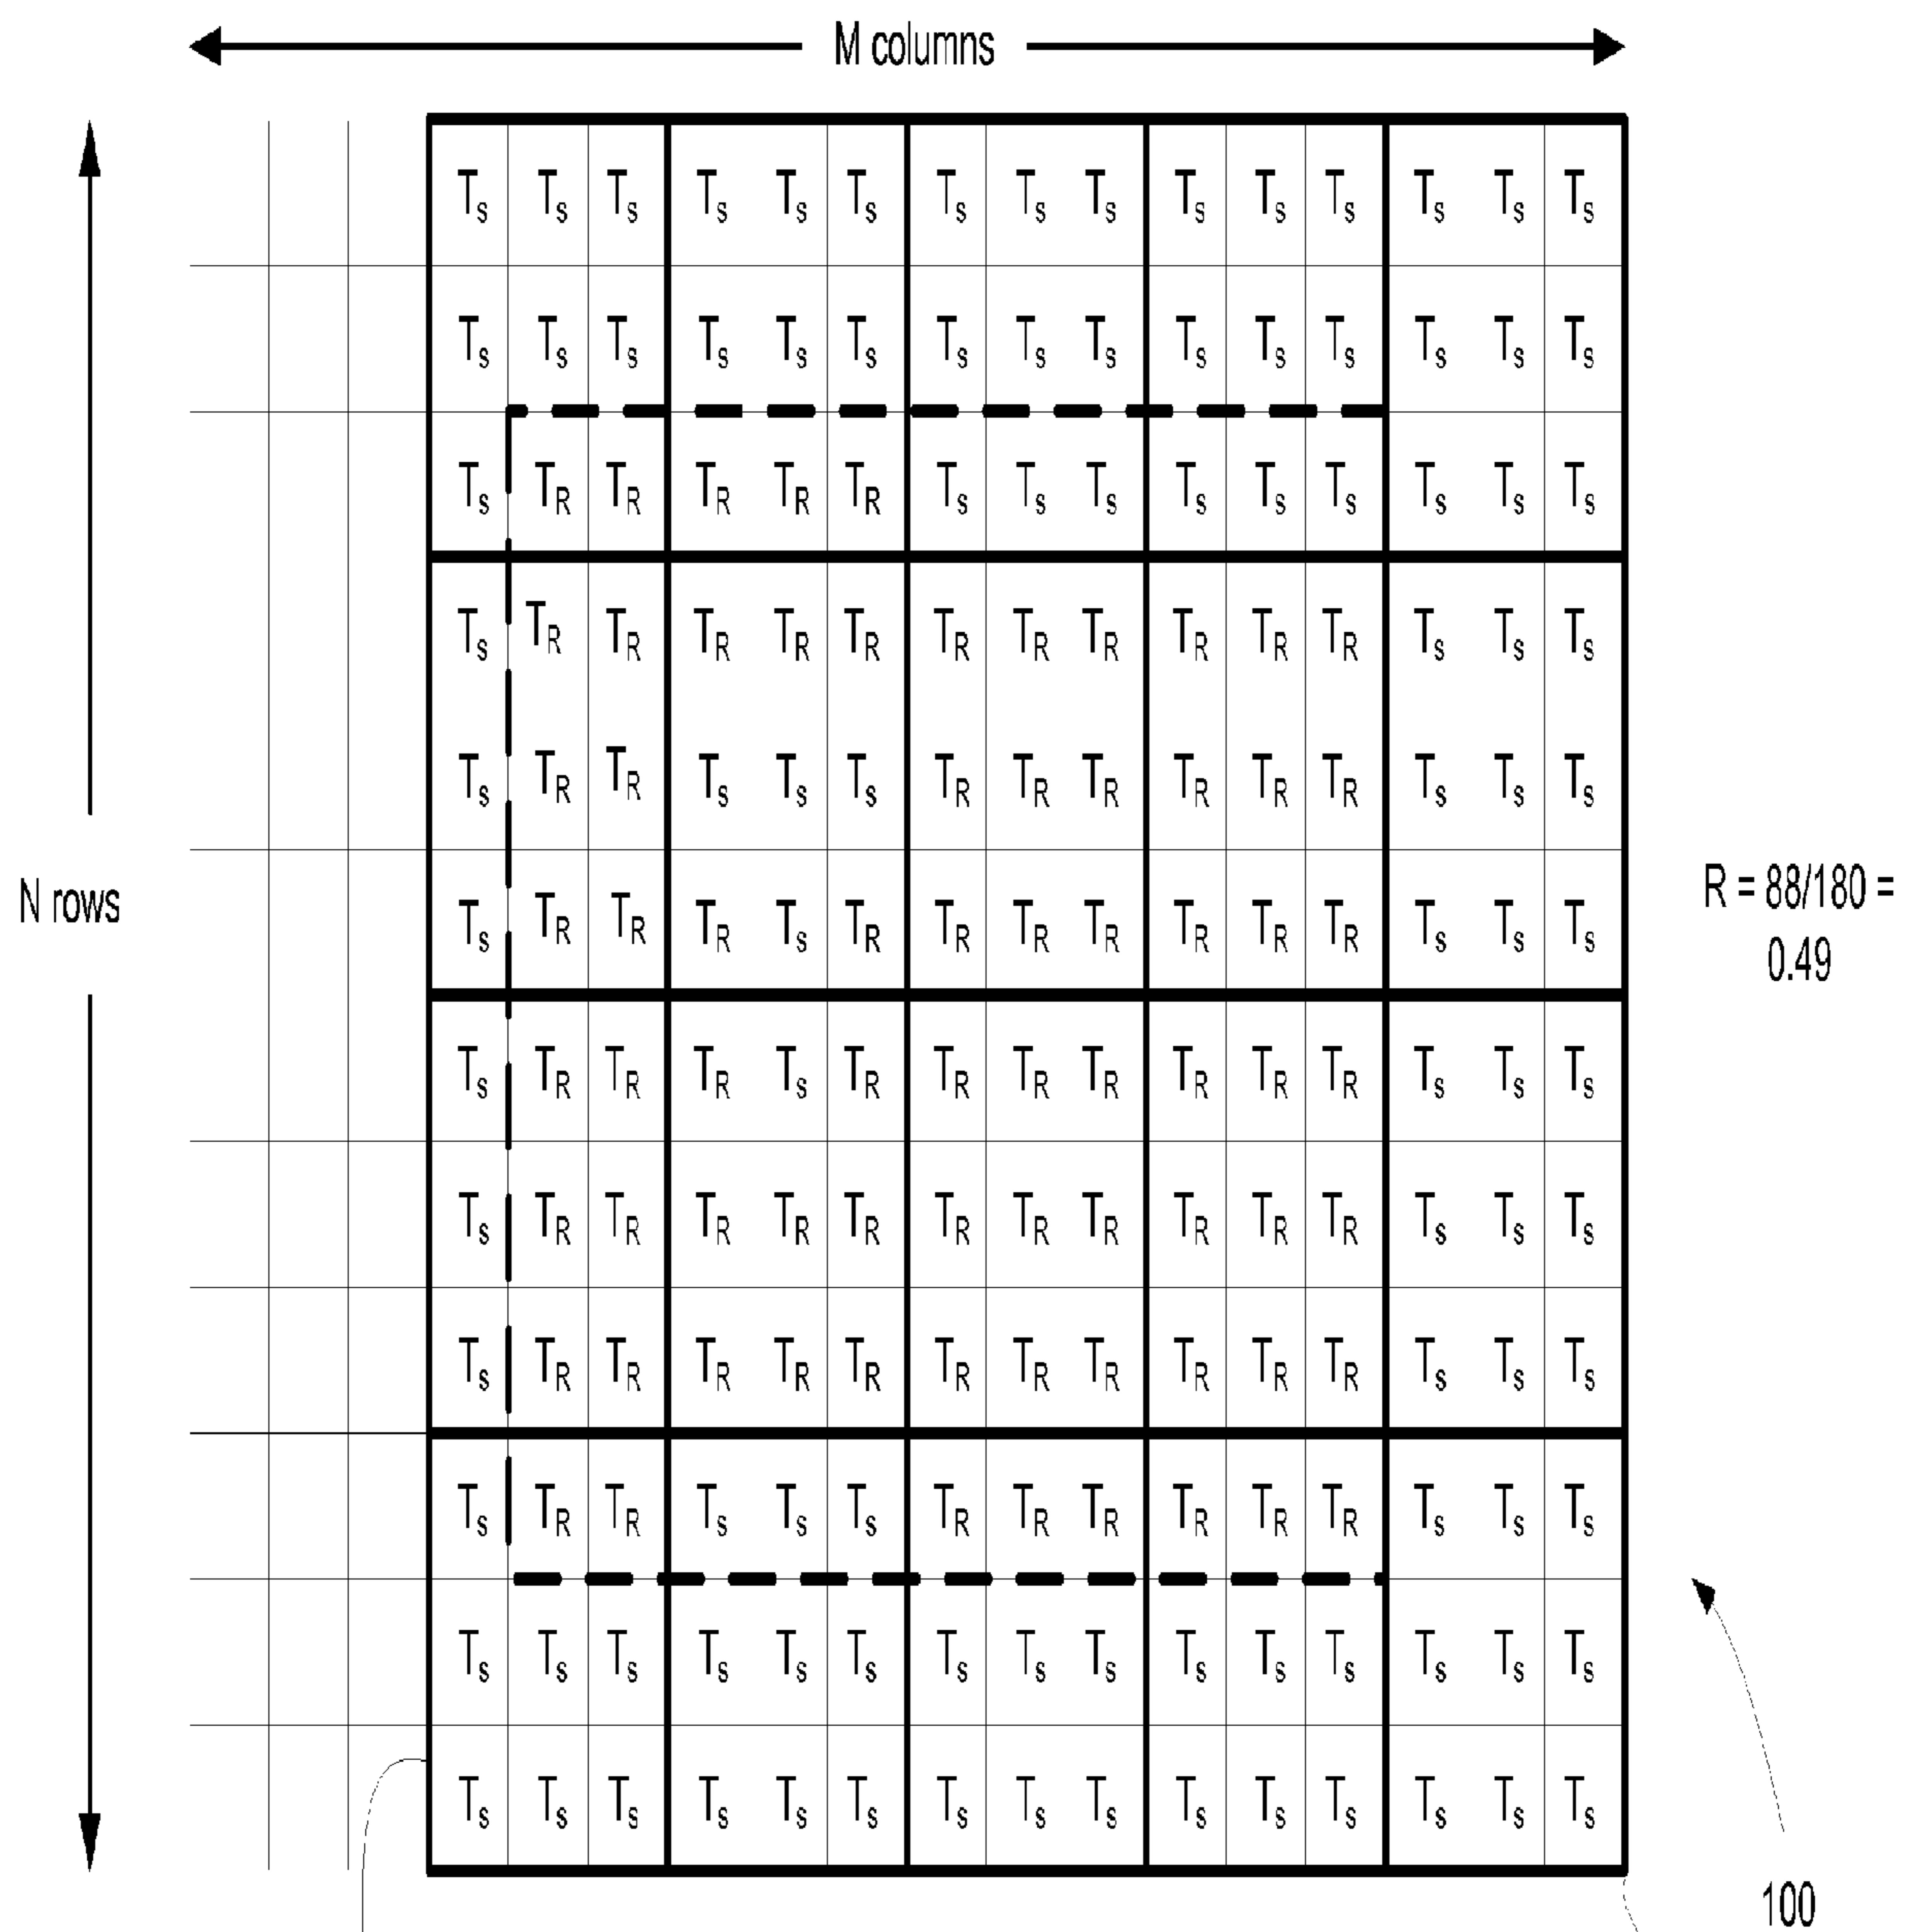 M columns
Ts Ts Ts Ts Ts Ts Ts Ts Ts Ts Ts Ts Ts Ts Ts
Ts Ts Ts Ts Ts Ts Ts Ts Ts Ts Ts Ts Ts Ts Ts
Ts TR TR TR TR TR Ts Ts Ts Ts Ts Ts Ts Ts Ts
Ts TR TR TR TR TR TR TR TR TR TR TR Ts Ts Ts
Ts TR TR Ts Ts Ts TR TR TR TR TR TR Ts Ts Ts
N rows
R = 88/180 =
0.49
Ts TR TR TR Ts TR TR TR TR TR TR TR Ts Ts Ts
Ts TR TR TR Ts TR TR TR TR TR TR TR Ts Ts Ts
Ts TR TR TR TR TR TR TR TR TR TR TR Ts Ts Ts
Ts TR TR TR TR TR TR TR TR TR TR TR Ts Ts Ts
Ts TR TR Ts Ts Ts TR TR TR TR TR TR Ts Ts Ts
Ts Ts Ts Ts Ts Ts Ts Ts Ts Ts Ts Ts Ts Ts Ts
Ts Ts Ts Ts Ts Ts Ts Ts Ts Ts Ts Ts Ts Ts Ts
100